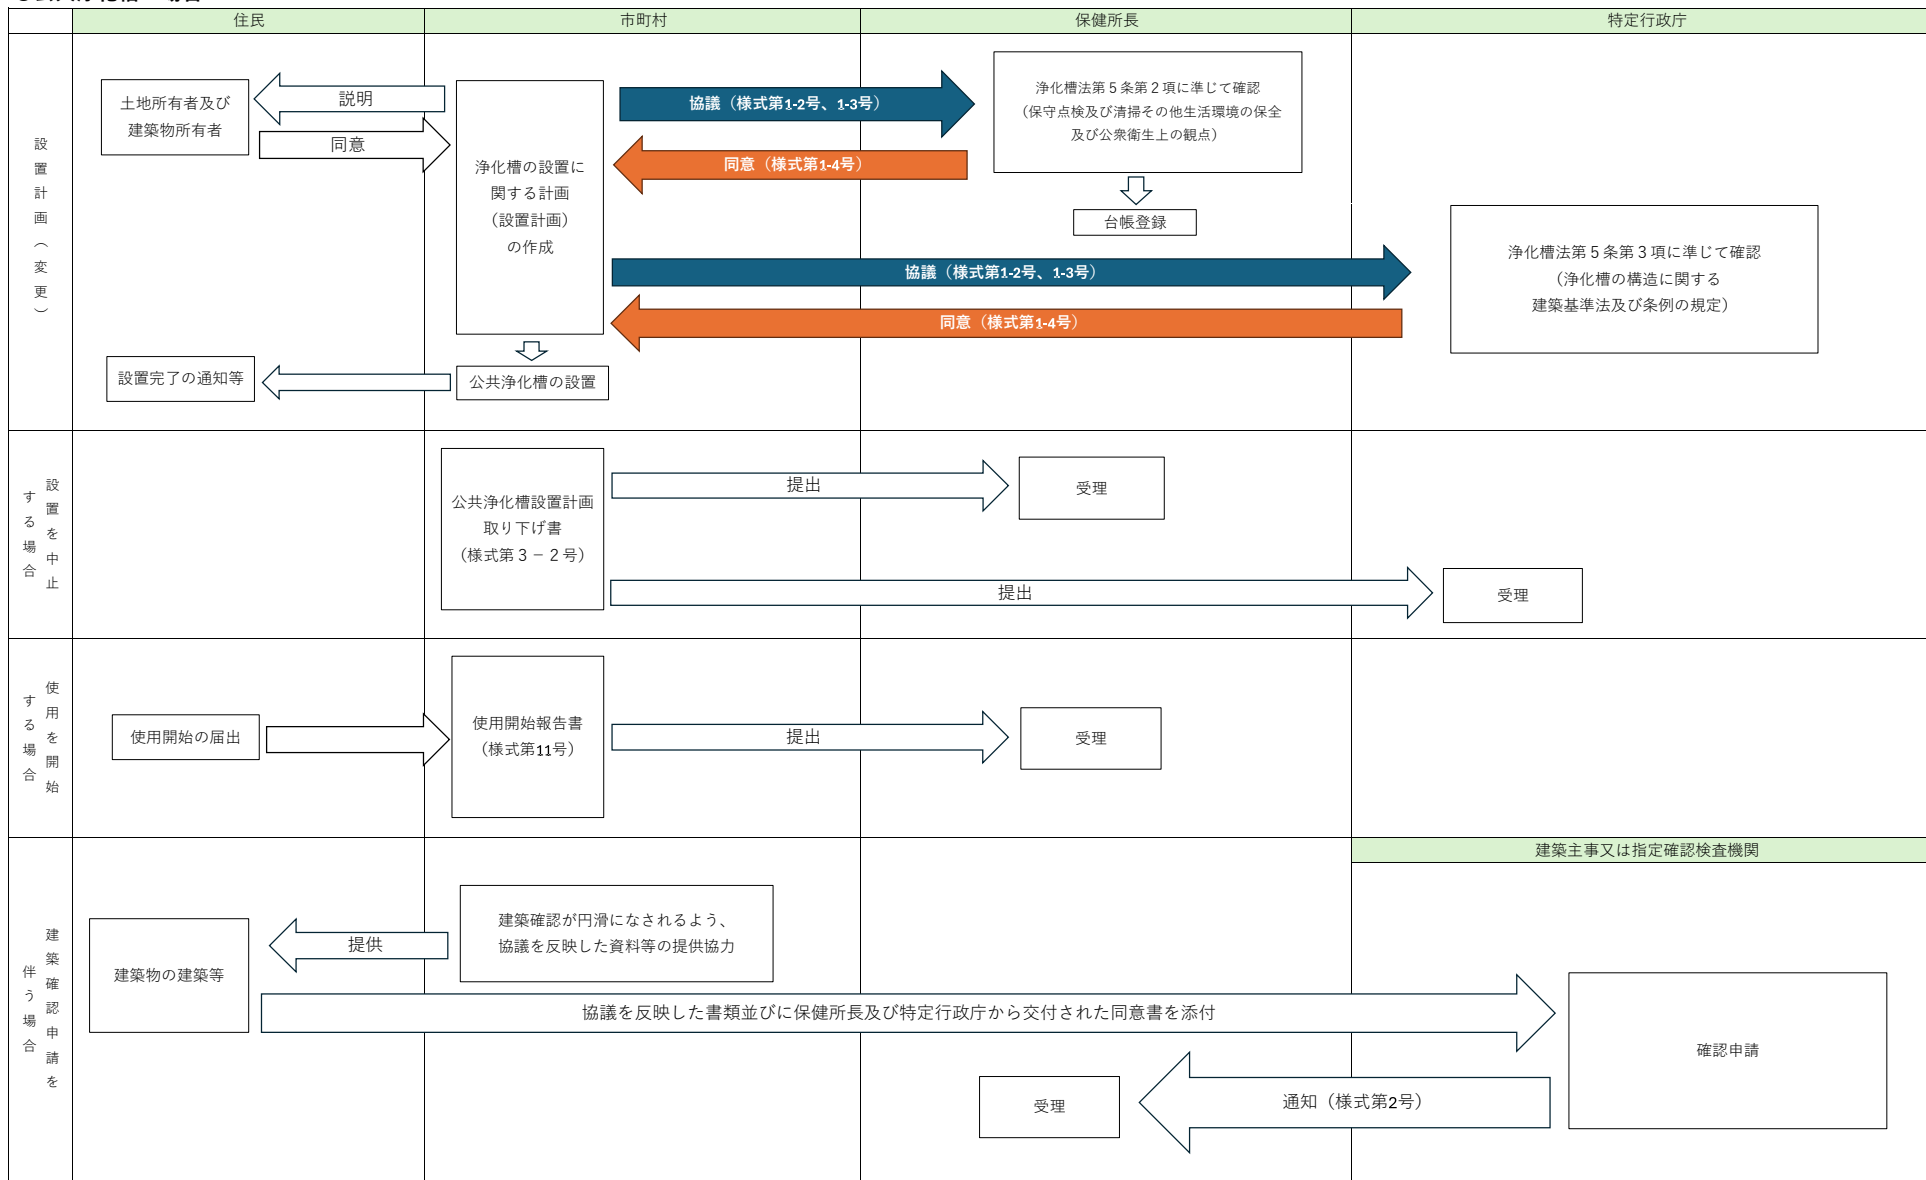 住民
市町村
保健所長
特定行政庁
設置計画（変更）
土地所有者及び
建築物所有者
説明
同意
浄化槽の設置に
関する計画
（設置計画）
の作成
協議（様式第1-2号、1-3号）
同意（様式第1-4号）
浄化槽法第５条第２項に準じて確認
（保守点検及び清掃その他生活環境の保全
及び公衆衛生上の観点）
台帳登録
協議（様式第1-2号、1-3号）
同意（様式第1-4号）
浄化槽法第５条第３項に準じて確認
（浄化槽の構造に関する
建築基準法及び条例の規定）
設置完了の通知等
公共浄化槽の設置
設置を中止
する場合
公共浄化槽設置計画
取り下げ書
（様式第３－２号）
提出
受理
提出
受理
使用を開始
する場合
使用開始の届出
使用開始報告書
（様式第11号）
提出
受理
建築主事又は指定確認検査機関
建築確認申請を
伴う場合
建築物の建築等
提供
建築確認が円滑になされるよう、
協議を反映した資料等の提供協力
協議を反映した書類並びに保健所長及び特定行政庁から交付された同意書を添付
確認申請
通知（様式第2号）
受理